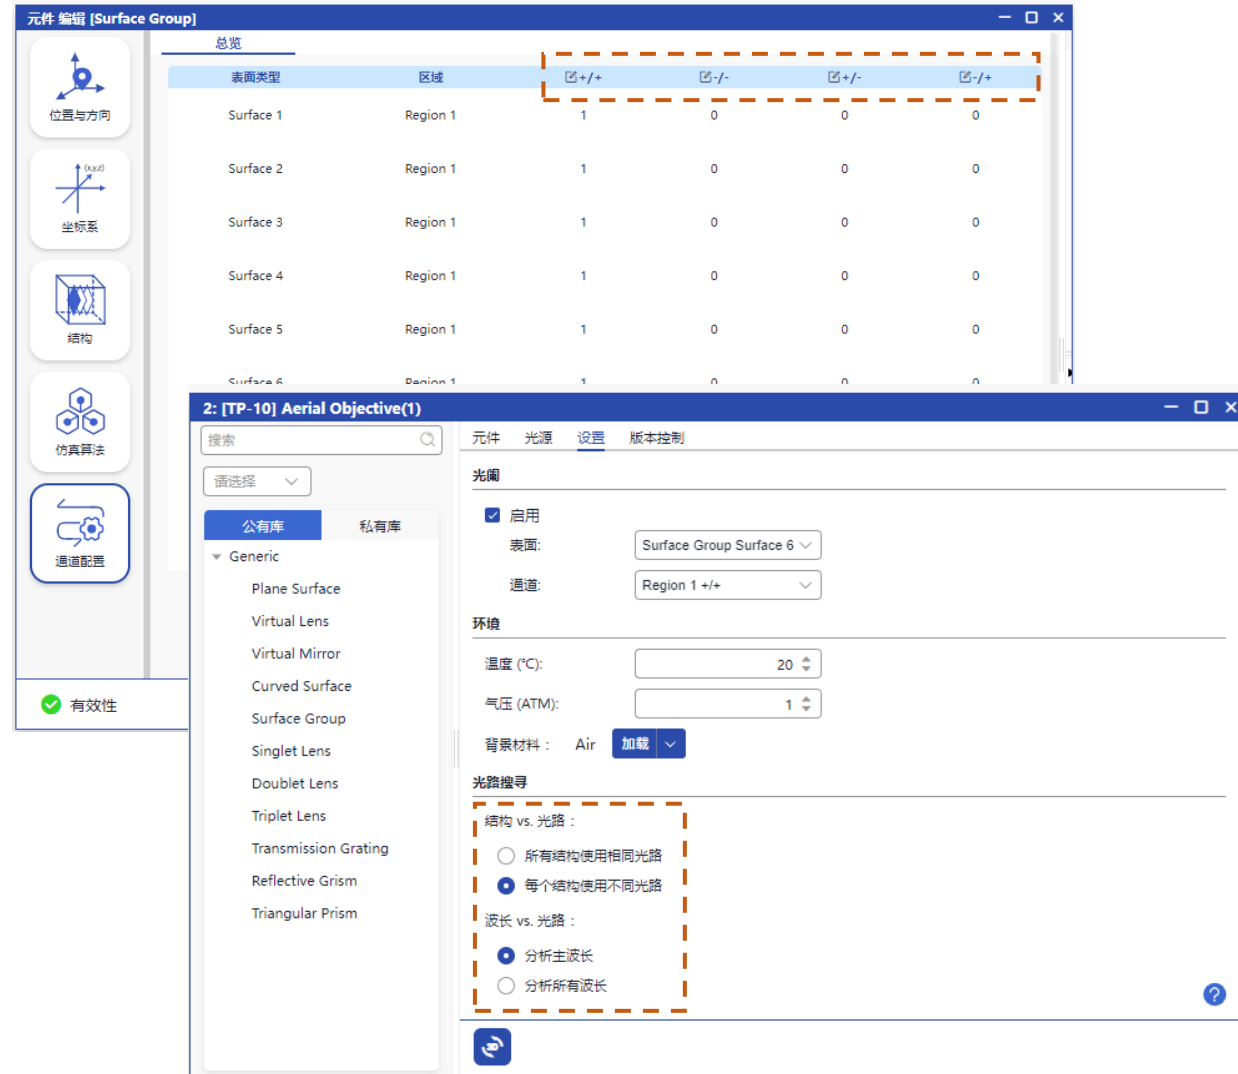 元件 编辑 [Surface Group]
总览
表面类型 区域 +/+ -/- +/- -/+
Surface 1 Region 1 1 0 0 0
Surface 2 Region 1 1 0 0 0
Surface 3 Region 1 1 0 0 0
Surface 4 Region 1 1 0 0 0
Surface 5 Region 1 1 0 0 0
Surface 6 Region 1 1 0 0 0
位置与方向
(x,y,z)
坐标系
结构
仿真算法
通道配置
有效性
2: [TP-10] Aerial Objective(1)
搜索
请选择
公有库 私有库
Generic
Plane Surface
Virtual Lens
Virtual Mirror
Curved Surface
Surface Group
Singlet Lens
Doublet Lens
Triplet Lens
Transmission Grating
Reflective Grism
Triangular Prism
元件 光源 设置 版本控制
光阑
启用
表面: Surface Group Surface 6
通道: Region 1 +/+
环境
温度 (℃): 20
气压 (ATM): 1
背景材料： Air 加载
光路搜寻
结构 vs. 光路：
所有结构使用相同光路
每个结构使用不同光路
波长 vs. 光路：
分析主波长
分析所有波长
?
3D